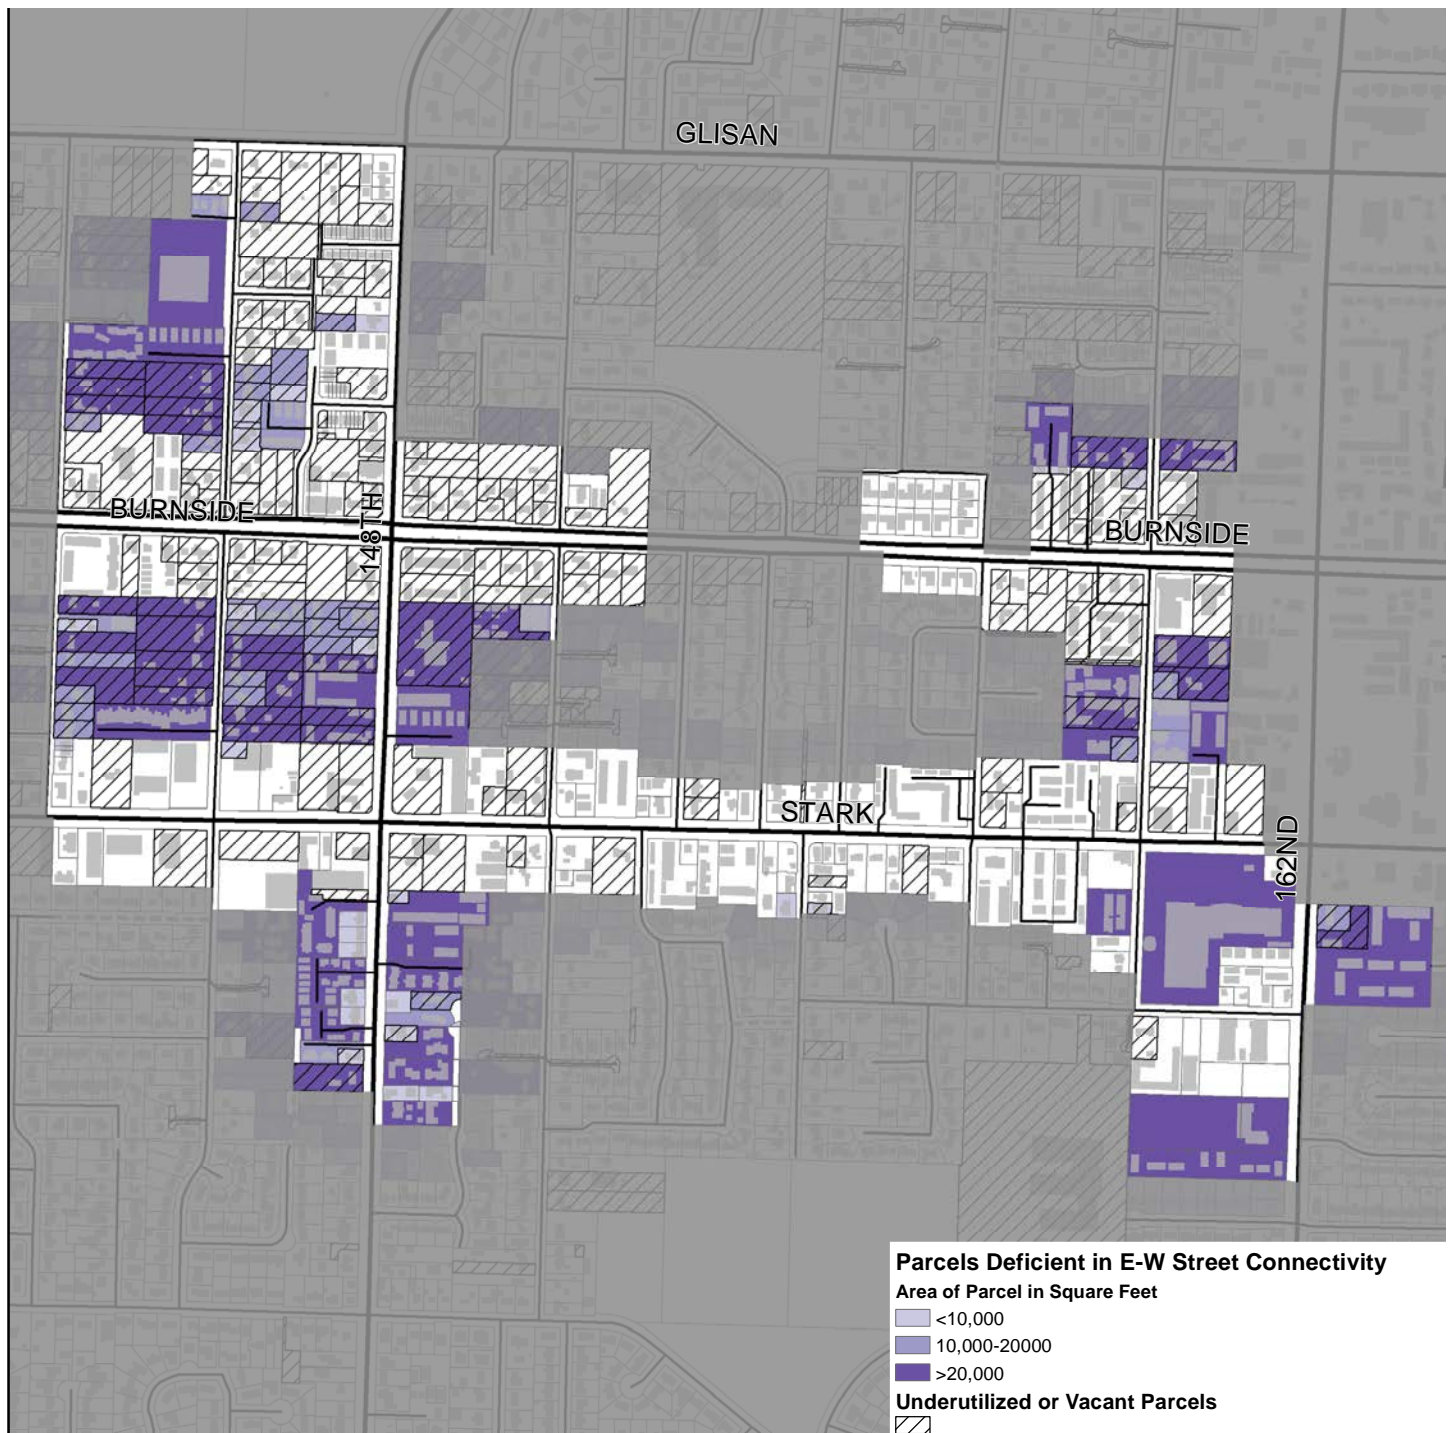 GLISAN
BURNSIDE
148TH
BURNSIDE
STARK
162ND
Parcels Deficient in E-W Street Connectivity
Area of Parcel in Square Feet
<10,000
10,000-20000
>20,000
Underutilized or Vacant Parcels